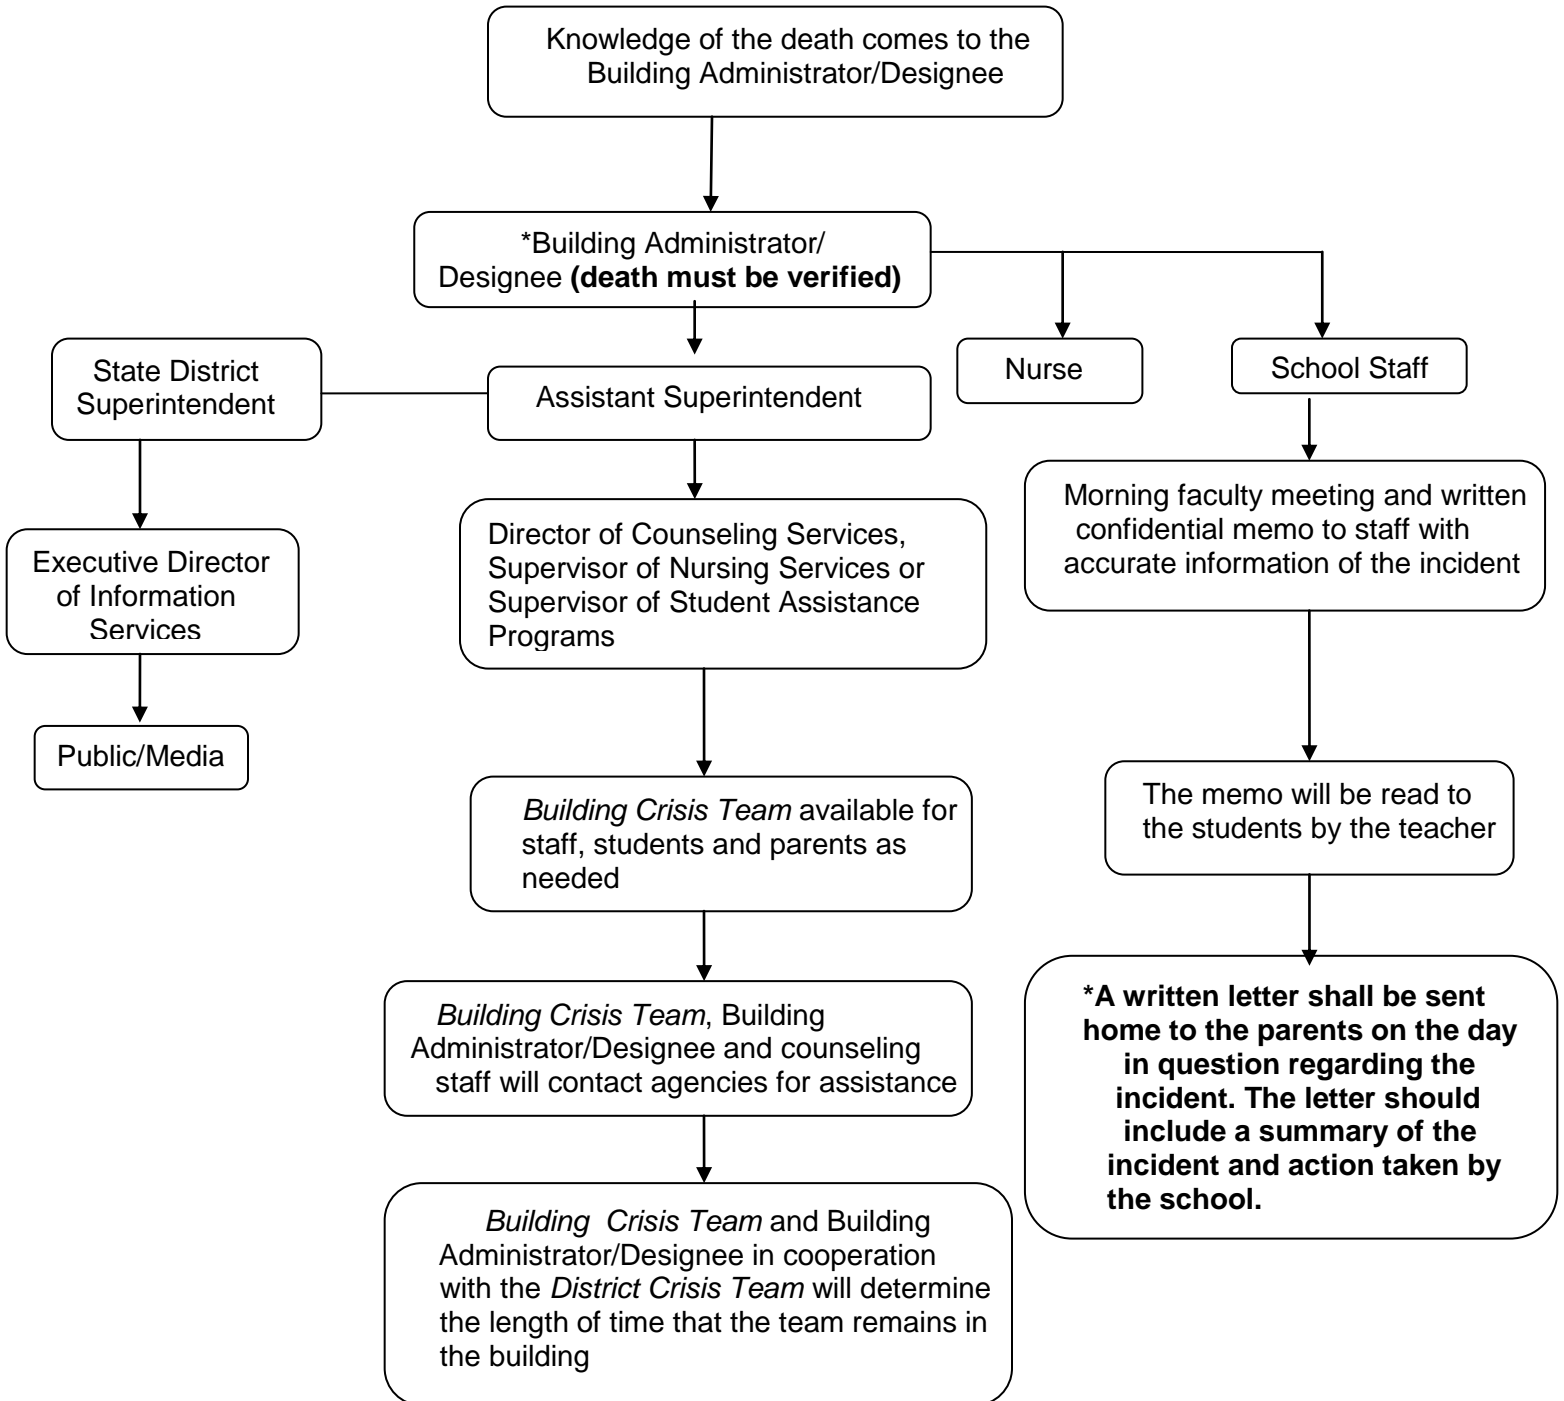 Knowledge of the death comes to the
Building Administrator/Designee
*Building Administrator/
Designee (death must be verified)
State District
Superintendent
Assistant Superintendent
Nurse
School Staff
Executive Director
of Information
Services
Public/Media
Director of Counseling Services,
Supervisor of Nursing Services or
Supervisor of Student Assistance
Programs
Building Crisis Team available for
staff, students and parents as
needed
Building Crisis Team, Building
Administrator/Designee and counseling
staff will contact agencies for assistance
Building Crisis Team and Building
Administrator/Designee in cooperation
with the District Crisis Team will determine
the length of time that the team remains in
the building
Morning faculty meeting and written
confidential memo to staff with
accurate information of the incident
The memo will be read to
the students by the teacher
*A written letter shall be sent
home to the parents on the day
in question regarding the
incident. The letter should
include a summary of the
incident and action taken by
the school.